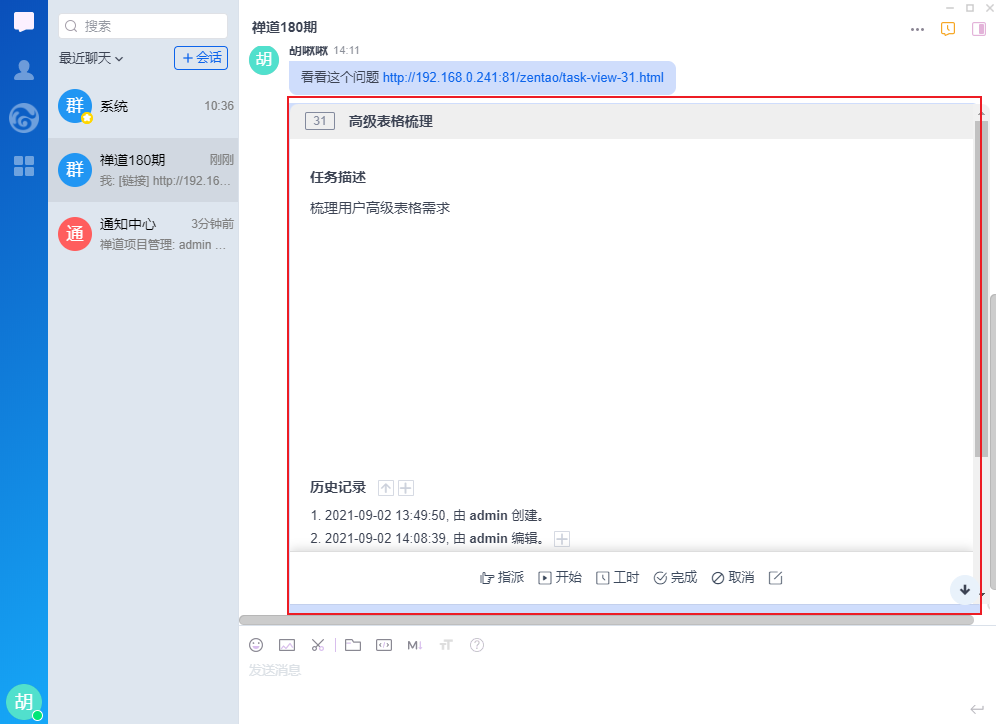 搜索
最近聊天
+会话
群
系统
10:36
群
禅道180期
刚刚
我: [链接] http://192.16...
通
通知中心
3分钟前
禅道项目管理: admin ...
胡
禅道180期
胡
胡啾啾 14:11
看看这个问题 http://192.168.0.241:81/zentao/task-view-31.html
31 高级表格梳理
任务描述
梳理用户高级表格需求
历史记录
1. 2021-09-02 13:49:50, 由 admin 创建。
2. 2021-09-02 14:08:39, 由 admin 编辑。
指派 开始 工时 完成 取消
M↓ TT ?
发送消息